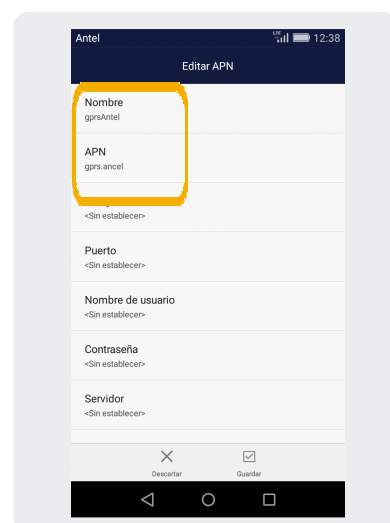 Antel
LTE 12:38
Editar APN
Nombre
gprsAntel
APN
gprs.ancel
<Sin establecer>
Puerto
<Sin establecer>
Nombre de usuario
<Sin establecer>
Contraseña
<Sin establecer>
Servidor
<Sin establecer>
Descartar Guardar